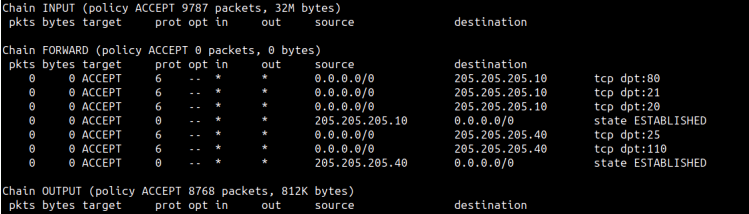 Chain INPUT (policy ACCEPT 9787 packets, 32M bytes)
pkts bytes target prot opt in out source destination
Chain FORWARD (policy ACCEPT 0 packets, 0 bytes)
pkts bytes target prot opt in out source destination
0 0 ACCEPT 6 -- * * 0.0.0.0/0 205.205.205.10 tcp dpt:80
0 0 ACCEPT 6 -- * * 0.0.0.0/0 205.205.205.10 tcp dpt:21
0 0 ACCEPT 6 -- * * 0.0.0.0/0 205.205.205.10 tcp dpt:20
0 0 ACCEPT 0 -- * * 205.205.205.10 0.0.0.0/0 state ESTABLISHED
0 0 ACCEPT 6 -- * * 0.0.0.0/0 205.205.205.40 tcp dpt:25
0 0 ACCEPT 6 -- * * 0.0.0.0/0 205.205.205.40 tcp dpt:110
0 0 ACCEPT 0 -- * * 205.205.205.40 0.0.0.0/0 state ESTABLISHED
Chain OUTPUT (policy ACCEPT 8768 packets, 812K bytes)
pkts bytes target prot opt in out source destination